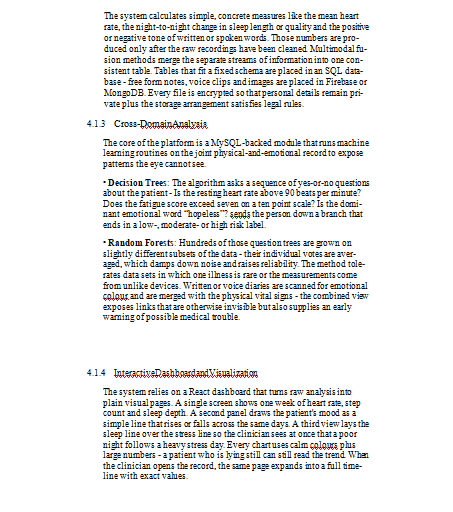 The system calculates simple, concrete measures like the mean heart
rate, the night-to-night change in sleep length or quality and the positive
or negative tone of written or spoken words. Those numbers are pro-
duced only after the raw recordings have been cleaned. Multimodal fu-
sion methods merge the separate streams of information into one con-
sistent table. Tables that fit a fixed schema are placed in an SQL data-
base - free form notes, voice clips and images are placed in Firebase or
MongoDB. Every file is encrypted so that personal details remain pri-
vate plus the storage arrangement satisfies legal rules.
4.1.3 Cross-DomainAnalysis
The core of the platform is a MySQL-backed module that runs machine
learning routines on the joint physical-and-emotional record to expose
patterns the eye cannot see.
• Decision Trees: The algorithm asks a sequence of yes-or-no questions
about the patient - Is the resting heart rate above 90 beats per minute?
Does the fatigue score exceed seven on ten point scale? Is the domi-
nant emotional word “hopeless”? sends the person down a branch that
ends in a low-, moderate- or high risk label.
• Random Forests: Hundreds of those question trees are grown on
slightly different subsets of the data - their individual votes are aver-
aged, which damps down noise and raises reliability. The method tole-
rates data sets in which one illness is rare or the measurements come
from unlike devices. Written or voice diaries are scanned for emotional
colour and are merged with the physical vital signs - the combined view
exposes links that are otherwise invisible but also supplies an early
warning of possible medical trouble.
4.1.4 InteractiveDashboardandVisualization
The system relies on a React dashboard that turns raw analysis into
plain visual pages. A single screen shows one week of heart rate, step
count and sleep depth. A second panel draws the patient's mood as a
simple line that rises or falls across the same days. A third view lays the
sleep line over the stress line so the clinician sees at once that a poor
night follows a heavy stress day. Every chart uses calm colours plus
large numbers - a patient who is lying still can still read the trend. When
the clinician opens the record, the same page expands into a full time-
line with exact values.